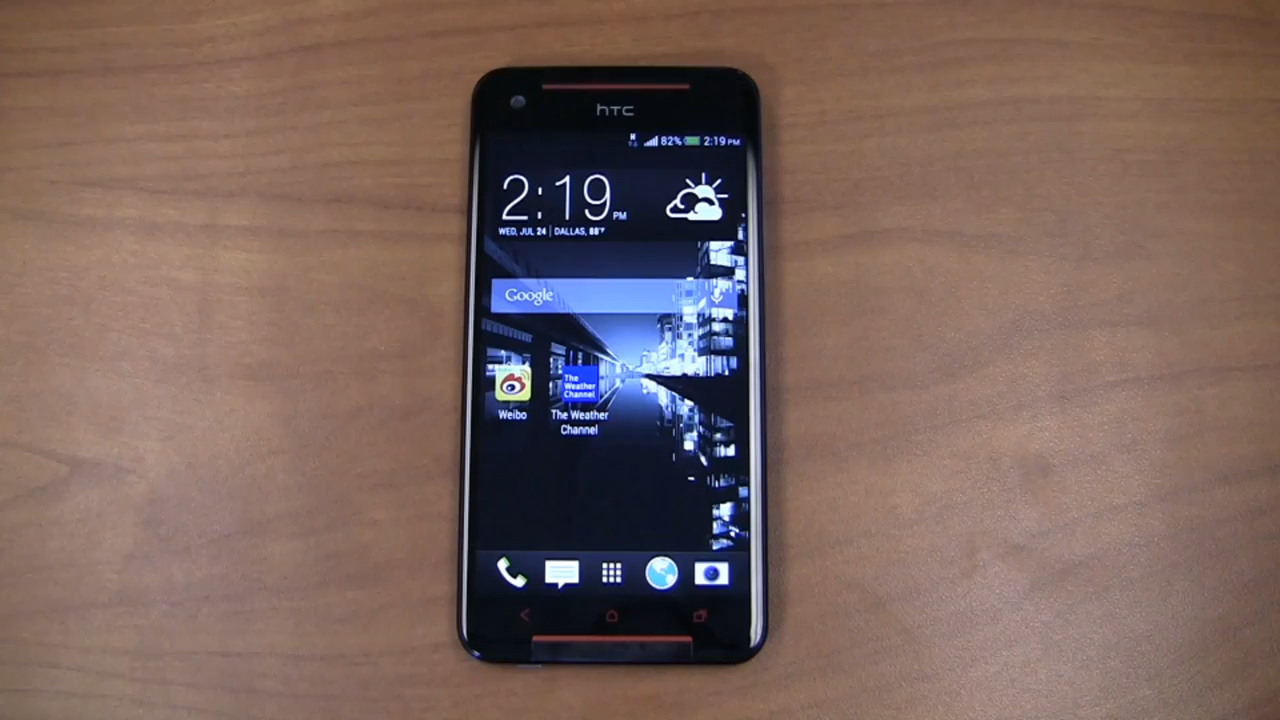 hTC
H 82% 2:19 PM
2:19 PM
WED, JUL 24 | DALLAS, 88°F
Google
The
Weather
Channel
Weibo
The Weather
Channel